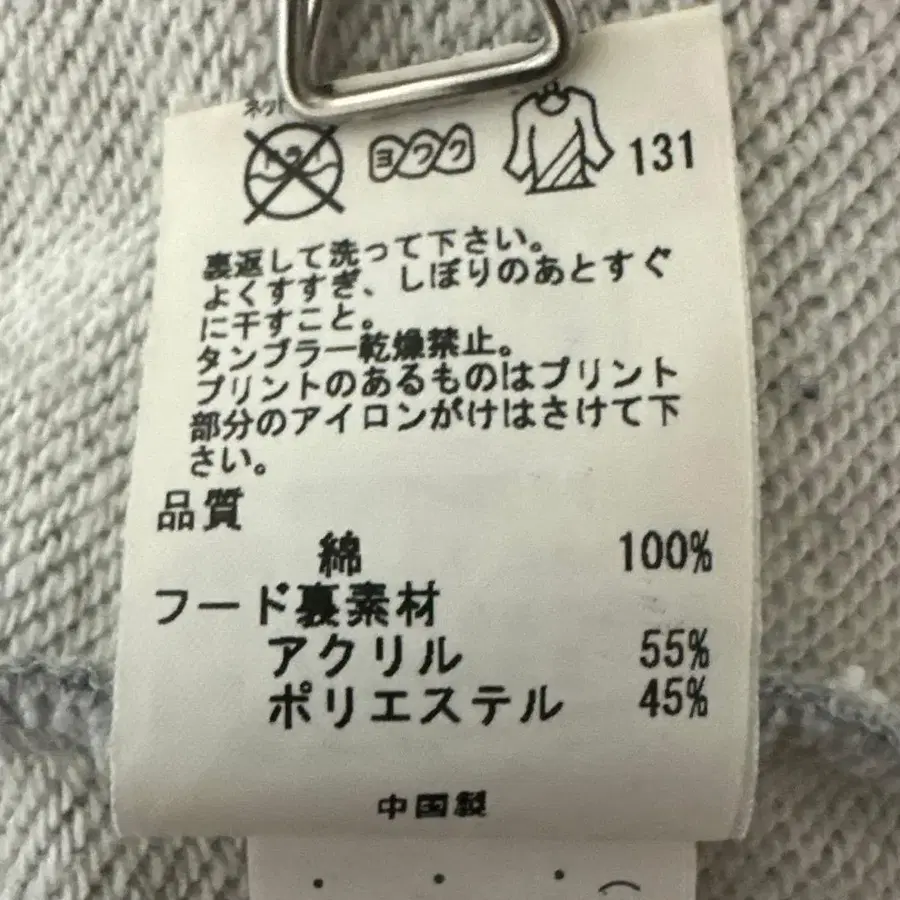 ネット
ドライ
ヨワク
131
裏返して洗って下さい。
よくすすぎ、しぼりのあとすぐ
に干すこと。
タンブラー乾燥禁止。
プリントのあるものはプリント
部分のアイロンがけはさけて下
さい。
品質
綿 100%
フード裏素材
アクリル 55%
ポリエステル 45%
中国製